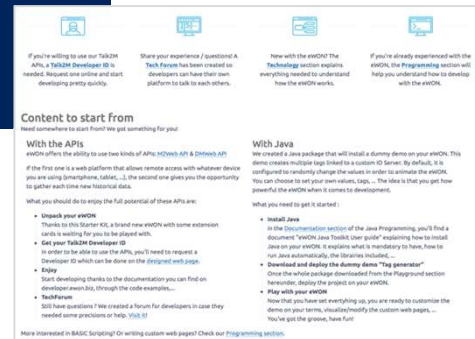 If you're willing to use our Talk2M
APIs, a Talk2M Developer ID is
needed. Request one online and start
developing pretty quickly.
Share your experience / questions! A
Tech Forum has been created so
developers can have their own
platform to talk to each others.
New with the eWON? The
Technology section explains
everything needed to understand
how the eWON works.
If you're already experienced with the
eWON, the Programming section will
help you understand how to develop
with the eWON.
Content to start from
Need somewhere to start from? We got something for you!
With the APIs
eWON offers the ability to use two kinds of APIs: M2Web API & DMWeb API
If the first one is a web platform that allows remote access with whatever device
you are using (smartphone, tablet, ...), the second one gives you the opportunity
to gather each time new historical data.
What you should do to enjoy the full potential of these APIs are:
• Unpack your eWON
Thanks to this Starter Kit, a brand new eWON with some extension
cards is waiting for you to be played with.
• Get your Talk2M Developer ID
In order to be able to use the APIs, you'll need to request a
Developer ID which can be done on the designed web page.
• Enjoy
Start developing thanks to the documentation you can find on
developer.ewon.biz, through the code examples,...
• TechForum
Still have questions ? We created a forum for developers in case they
needed some precisions or help. Visit it!
With Java
We created a Java package that will install a dummy demo on your eWON. This
demo creates multiple tags linked to a custom IO Server. By default, it is
configured to randomly change the values in order to animate the eWON.
You can choose to set your own values, tags, ... The idea is that you get how
powerful the eWON when it comes to development.
What you need to get it started :
• Install Java
In the Documentation section of the Java Programming, you'll find a
document "eWON Java Toolkit User guide" explaining how to install
Java on your eWON. It explains what is mandatory to have, how to
run Java automatically, the libraries included, ...
• Download and deploy the dummy demo "Tag generator"
Once the whole package downloaded from the Playground section
hereunder, deploy the project on your eWON.
• Play with your eWON
Now that you have set everthing up, you are ready to customize the
demo on your terms, visualize/modify the custom web pages, ...
You've got the groove, have fun!
More interested in BASIC Scripting? Or writing custom web pages? Check our Programming section.